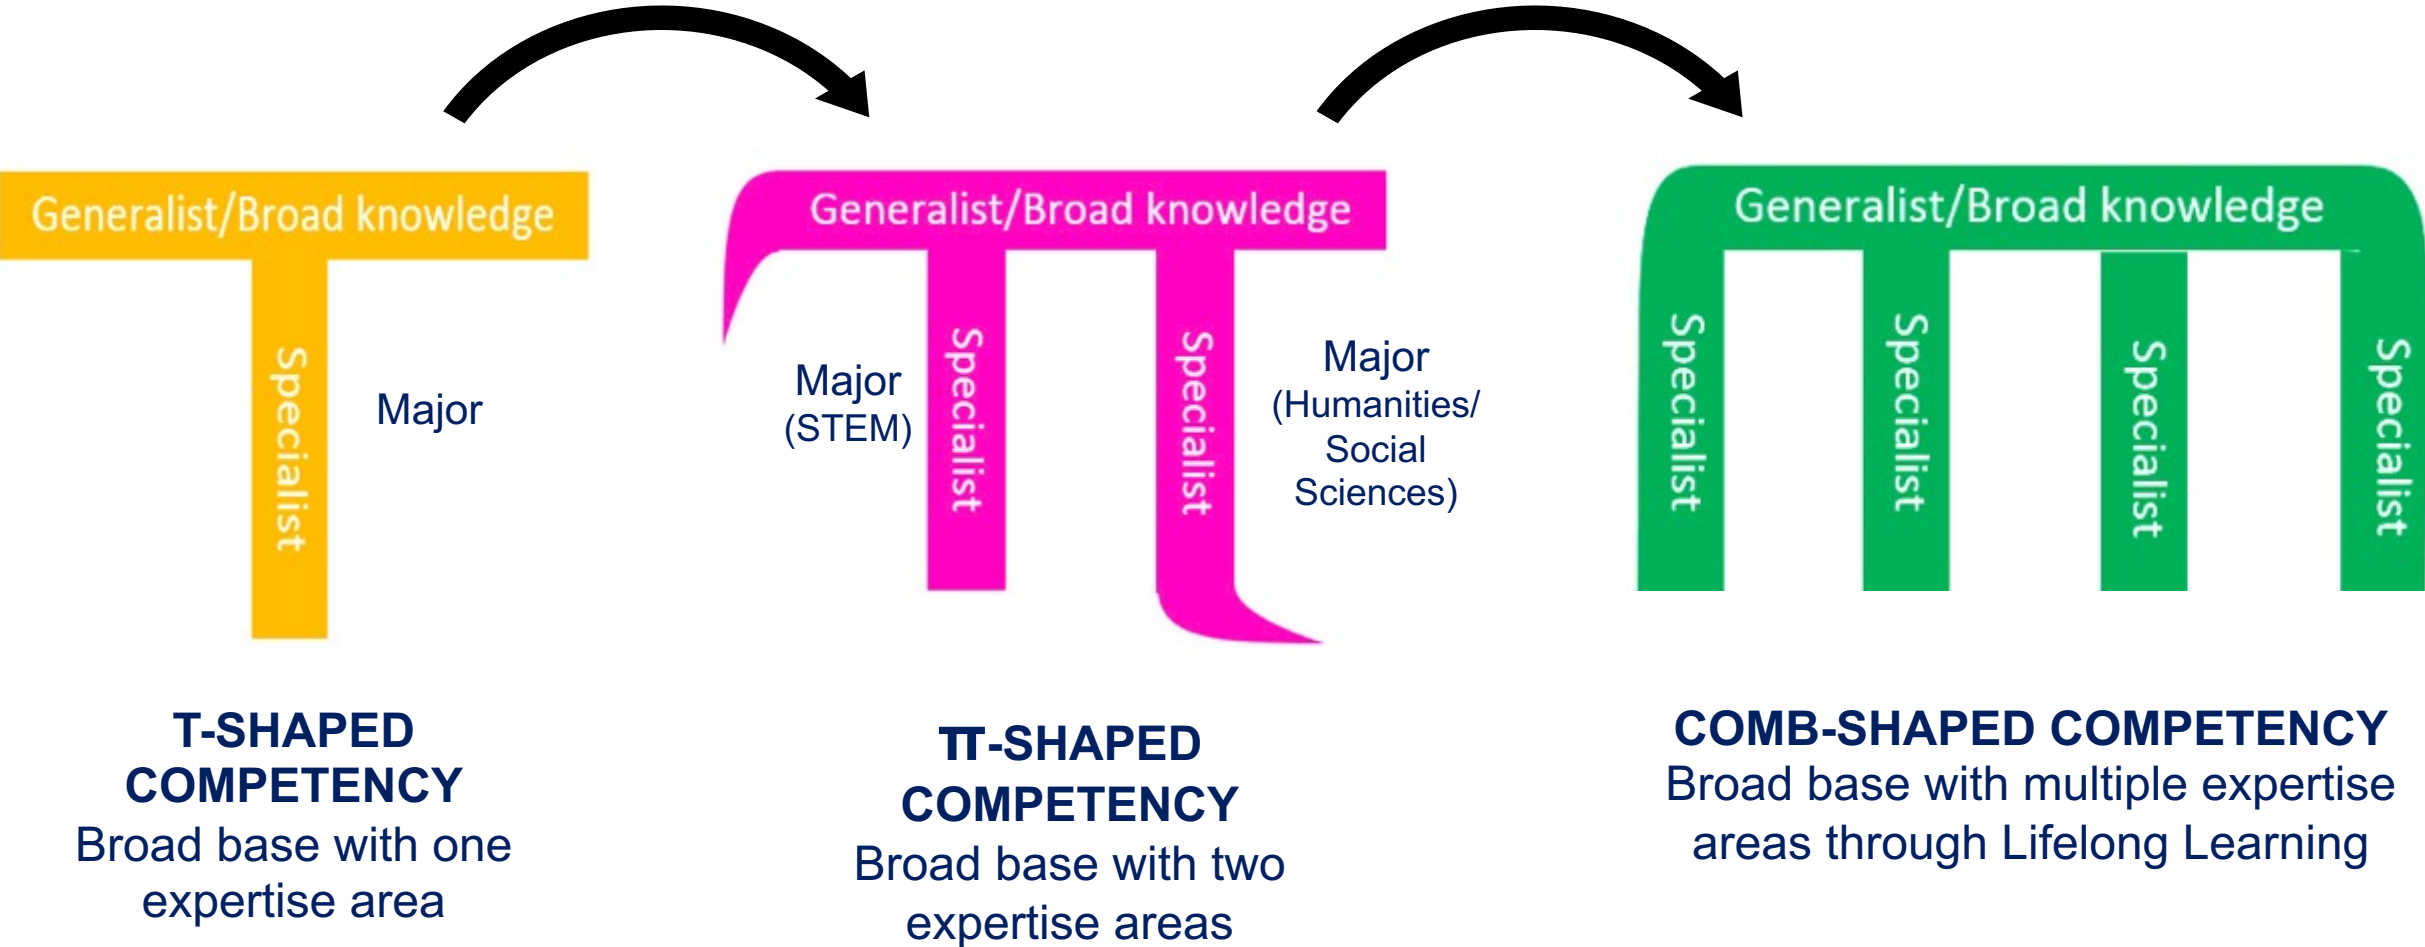 Generalist/Broad knowledge
Specialist
Major
T-SHAPED
COMPETENCY
Broad base with one
expertise area
Generalist/Broad knowledge
Major
(STEM)
Specialist
Specialist
Major
(Humanities/
Social
Sciences)
π-SHAPED
COMPETENCY
Broad base with two
expertise areas
Generalist/Broad knowledge
Specialist
Specialist
Specialist
Specialist
COMB-SHAPED COMPETENCY
Broad base with multiple expertise
areas through Lifelong Learning